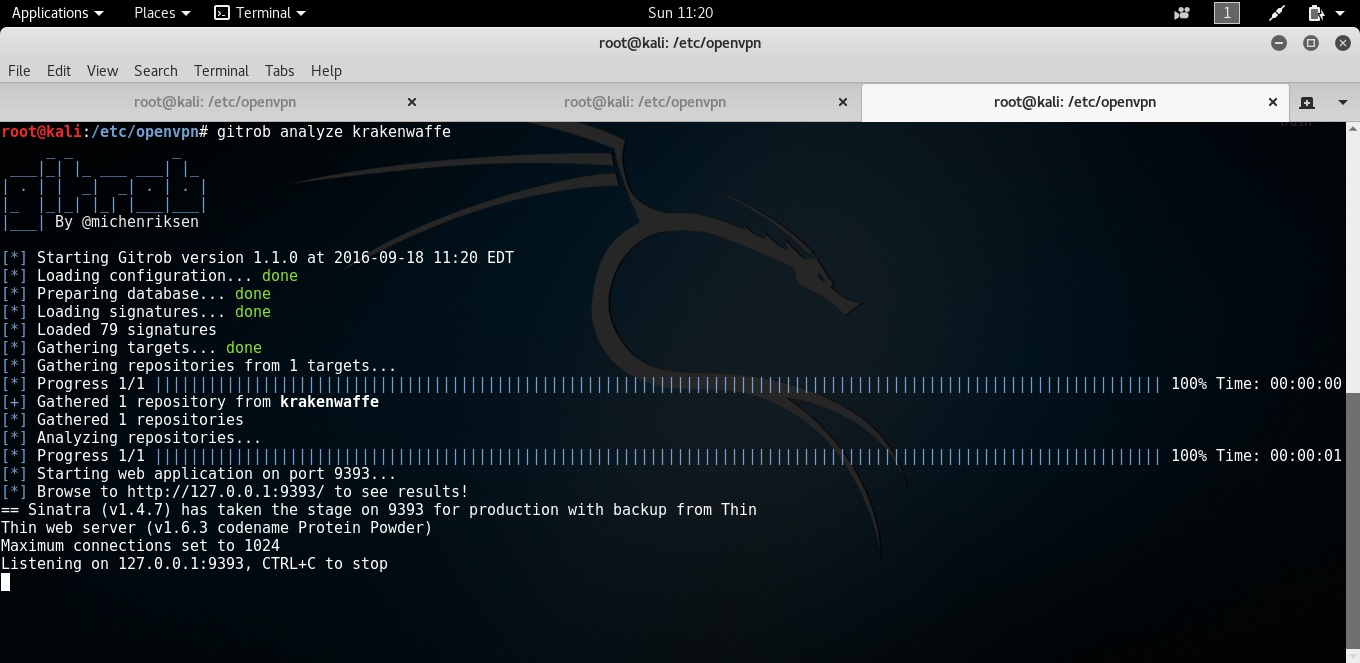 Applications Places Terminal Sun 11:20 1
root@kali: /etc/openvpn
File Edit View Search Terminal Tabs Help
root@kali: /etc/openvpn root@kali: /etc/openvpn root@kali: /etc/openvpn
root@kali:/etc/openvpn# gitrob analyze krakenwaffe
By @michenriksen
[*] Starting Gitrob version 1.1.0 at 2016-09-18 11:20 EDT
[*] Loading configuration... done
[*] Preparing database... done
[*] Loading signatures... done
[*] Loaded 79 signatures
[*] Gathering targets... done
[*] Gathering repositories from 1 targets...
[*] Progress 1/1 100% Time: 00:00:00
[+] Gathered 1 repository from krakenwaffe
[*] Gathered 1 repositories
[*] Analyzing repositories...
[*] Progress 1/1 100% Time: 00:00:01
[*] Starting web application on port 9393...
[*] Browse to http://127.0.0.1:9393/ to see results!
== Sinatra (v1.4.7) has taken the stage on 9393 for production with backup from Thin
Thin web server (v1.6.3 codename Protein Powder)
Maximum connections set to 1024
Listening on 127.0.0.1:9393, CTRL+C to stop